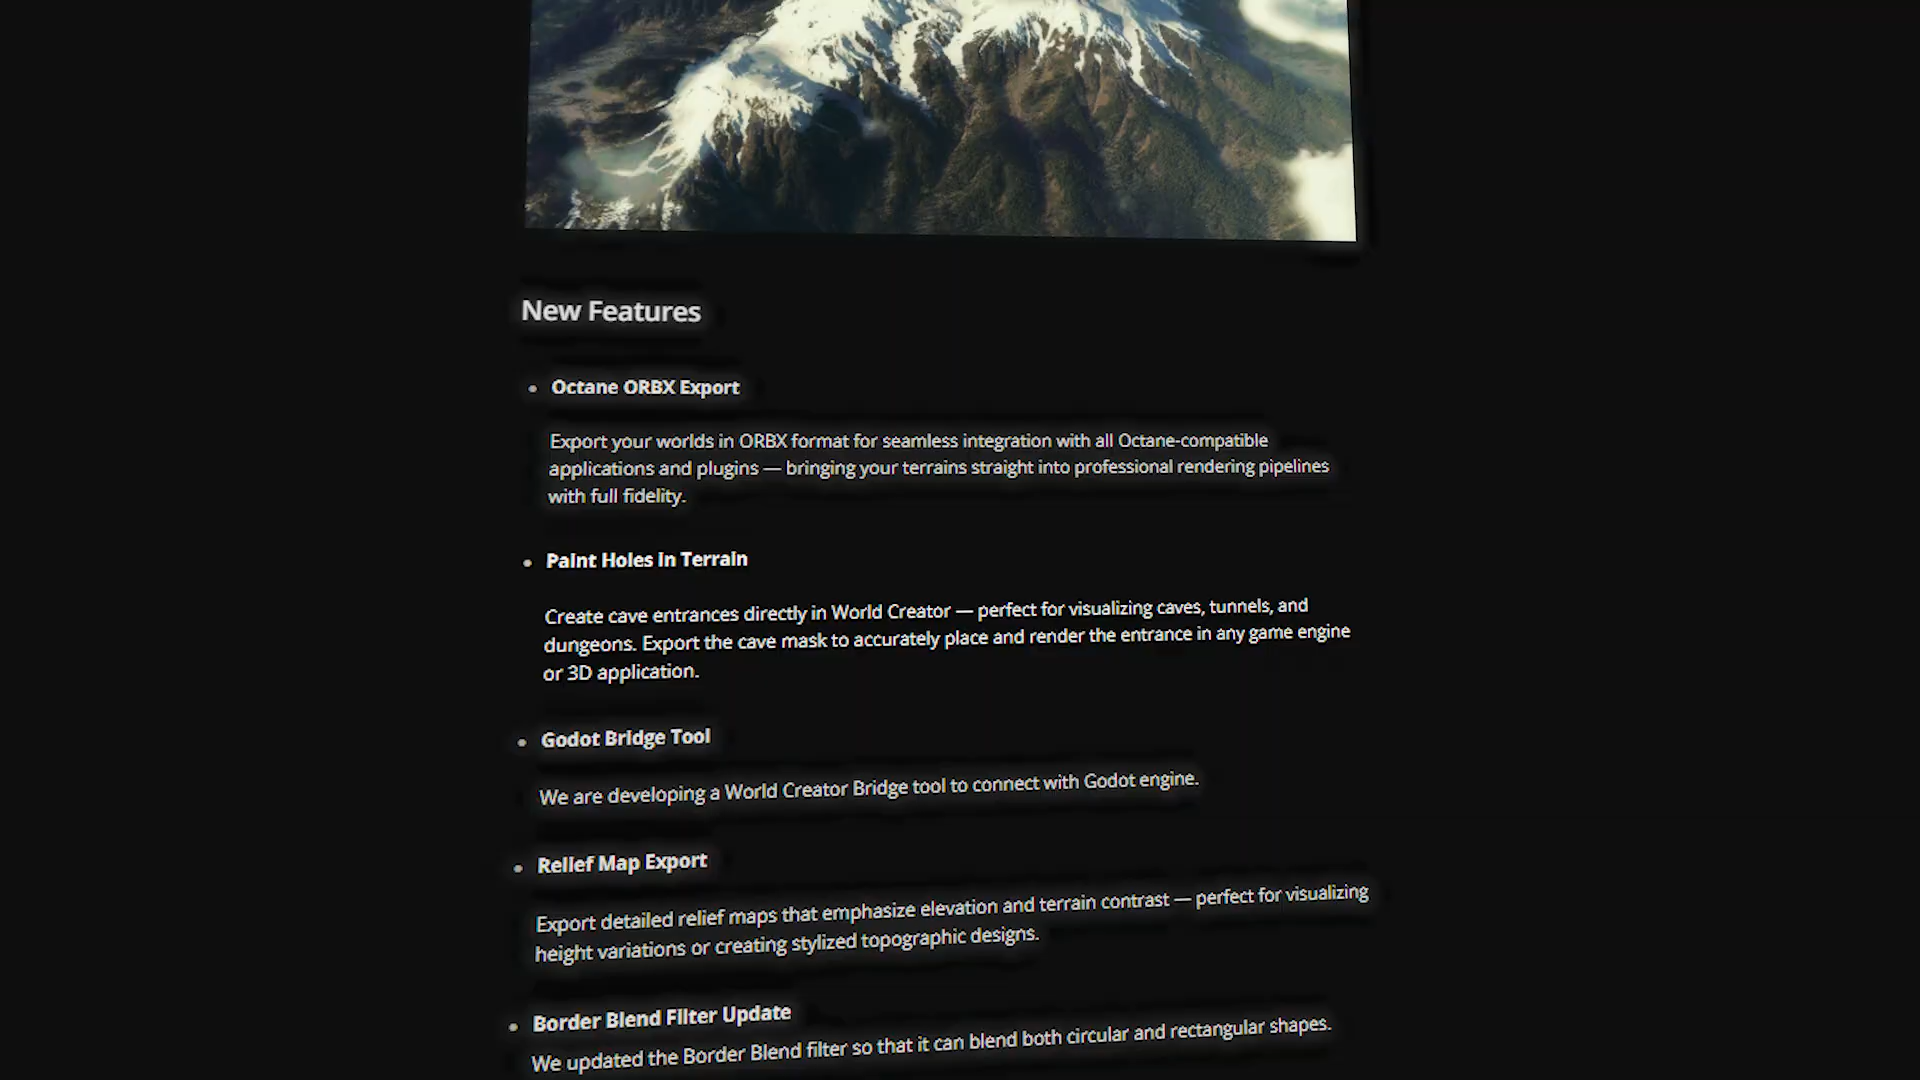 New Features
Octane ORBX Export
Export your worlds in ORBX format for seamless integration with all Octane-compatible
applications and plugins — bringing your terrains straight into professional rendering pipelines
with full fidelity.
Paint Holes in Terrain
Create cave entrances directly in World Creator — perfect for visualizing caves, tunnels, and
dungeons. Export the cave mask to accurately place and render the entrance in any game engine
or 3D application.
Godot Bridge Tool
We are developing a World Creator Bridge tool to connect with Godot engine.
Relief Map Export
Export detailed relief maps that emphasize elevation and terrain contrast — perfect for visualizing
height variations or creating stylized topographic designs.
Border Blend Filter Update
We updated the Border Blend filter so that it can blend both circular and rectangular shapes.